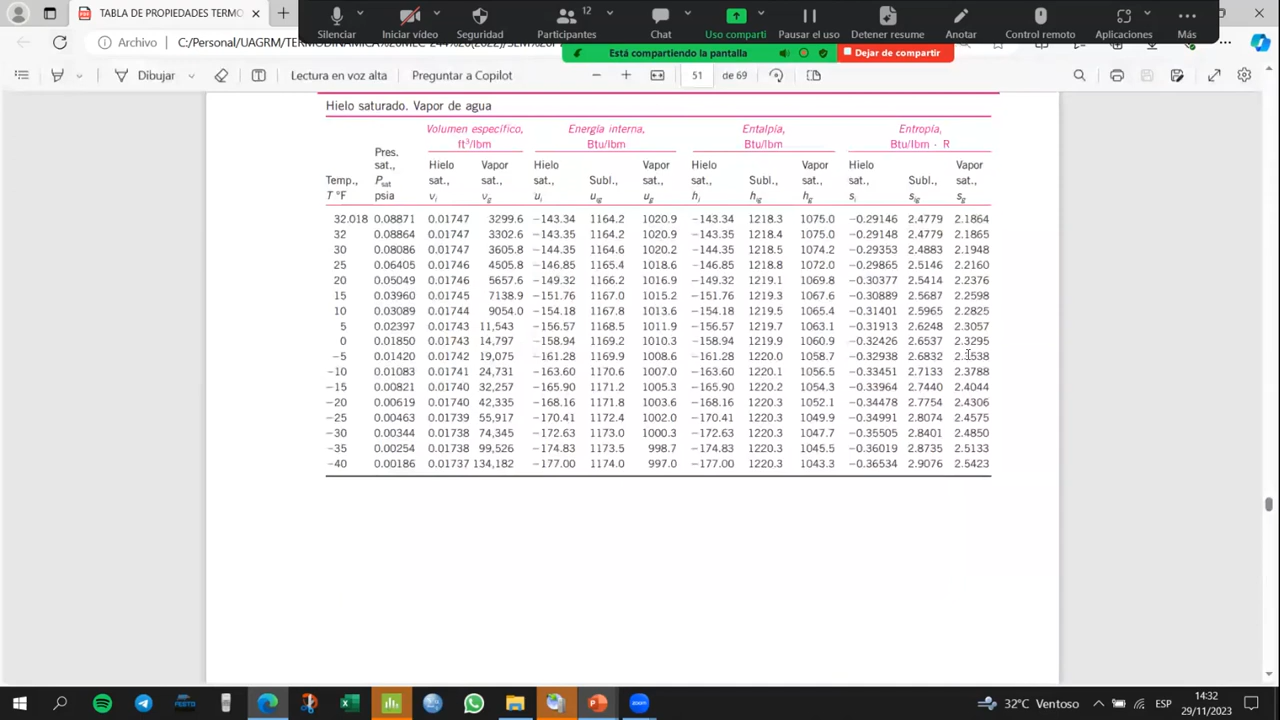 TABLA DE PROPIEDADES TERMO
Silenciar
Iniciar vídeo
Seguridad
12
Participantes
Chat
Uso comparti
Pausar el uso
Detener resume
Anotar
Control remoto
Aplicaciones
Más
Archivo
Está compartiendo la pantalla
Dejar de compartir
Dibujar
Lectura en voz alta
Preguntar a Copilot
51
de 69
Hielo saturado. Vapor de agua
Volumen específico, Energía interna, Entalpía, Entropía,
ft³/lbm Btu/lbm Btu/lbm Btu/lbm · R
Pres.
sat., Hielo Vapor Hielo Vapor Hielo Vapor Hielo Vapor
Temp., Psat sat., sat., sat., Subl., sat., sat., Subl., sat., sat., Subl., sat.,
T °F psia vi vg ui uig ug hi hig hg si sig sg
32.018 0.08871 0.01747 3299.6 −143.34 1164.2 1020.9 −143.34 1218.3 1075.0 −0.29146 2.4779 2.1864
32 0.08864 0.01747 3302.6 −143.35 1164.2 1020.9 −143.35 1218.4 1075.0 −0.29148 2.4779 2.1865
30 0.08086 0.01747 3605.8 −144.35 1164.6 1020.2 −144.35 1218.5 1074.2 −0.29353 2.4883 2.1948
25 0.06405 0.01746 4505.8 −146.85 1165.4 1018.6 −146.85 1218.8 1072.0 −0.29865 2.5146 2.2160
20 0.05049 0.01746 5657.6 −149.32 1166.2 1016.9 −149.32 1219.1 1069.8 −0.30377 2.5414 2.2376
15 0.03960 0.01745 7138.9 −151.76 1167.0 1015.2 −151.76 1219.3 1067.6 −0.30889 2.5687 2.2598
10 0.03089 0.01744 9054.0 −154.18 1167.8 1013.6 −154.18 1219.5 1065.4 −0.31401 2.5965 2.2825
5 0.02397 0.01743 11,543 −156.57 1168.5 1011.9 −156.57 1219.7 1063.1 −0.31913 2.6248 2.3057
0 0.01850 0.01743 14,797 −158.94 1169.2 1010.3 −158.94 1219.9 1060.9 −0.32426 2.6537 2.3295
−5 0.01420 0.01742 19,075 −161.28 1169.9 1008.6 −161.28 1220.0 1058.7 −0.32938 2.6832 2.3538
−10 0.01083 0.01741 24,731 −163.60 1170.6 1007.0 −163.60 1220.1 1056.5 −0.33451 2.7133 2.3788
−15 0.00821 0.01740 32,257 −165.90 1171.2 1005.3 −165.90 1220.2 1054.3 −0.33964 2.7440 2.4044
−20 0.00619 0.01740 42,335 −168.16 1171.8 1003.6 −168.16 1220.3 1052.1 −0.34478 2.7754 2.4306
−25 0.00463 0.01739 55,917 −170.41 1172.4 1002.0 −170.41 1220.3 1049.9 −0.34991 2.8074 2.4575
−30 0.00344 0.01738 74,345 −172.63 1173.0 1000.3 −172.63 1220.3 1047.7 −0.35505 2.8401 2.4850
−35 0.00254 0.01738 99,526 −174.83 1173.5 998.7 −174.83 1220.3 1045.5 −0.36019 2.8735 2.5133
−40 0.00186 0.01737 134,182 −177.00 1174.0 997.0 −177.00 1220.3 1043.3 −0.36534 2.9076 2.5423
32°C Ventoso
ESP
14:32
29/11/2023